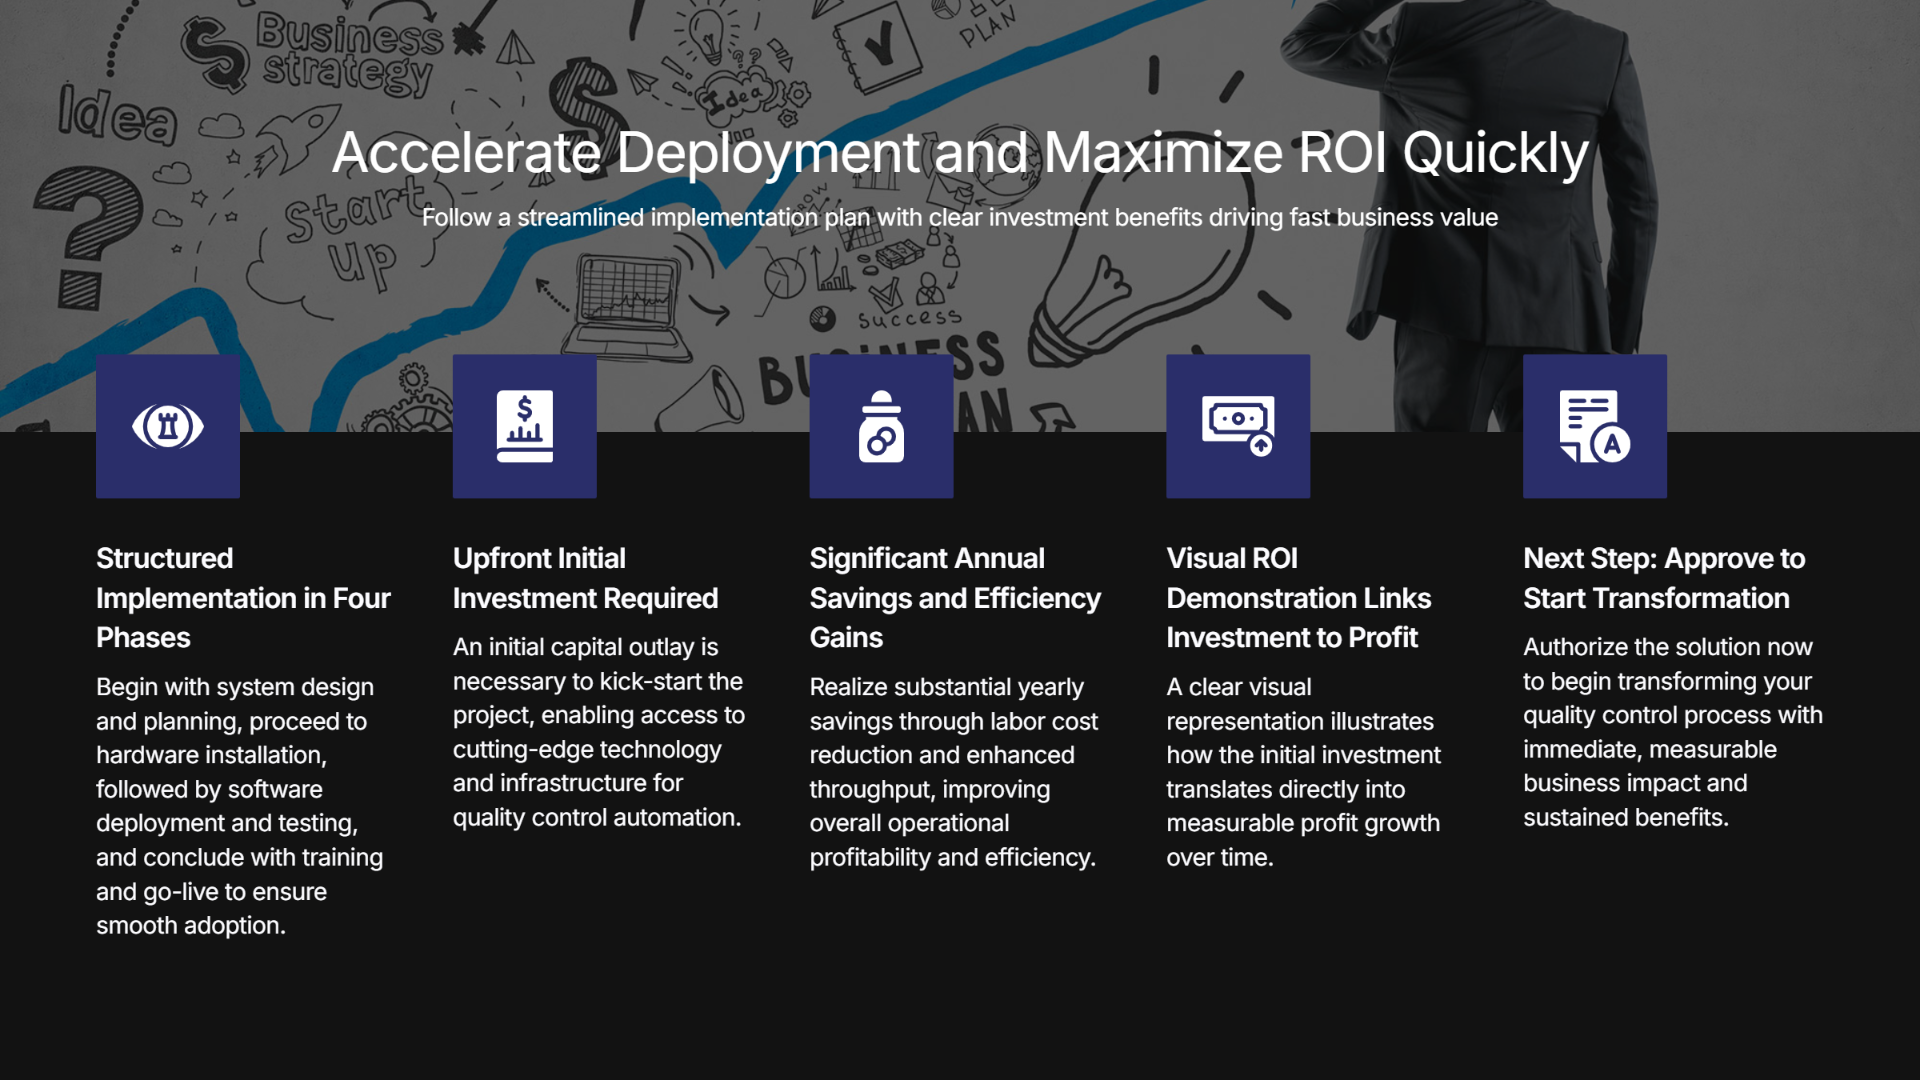 Business
strategy
Idea
Idea
PLAN
Accelerate Deployment and Maximize ROI Quickly
Start
up
Follow a streamlined implementation plan with clear investment benefits driving fast business value
success
Structured
Implementation in Four
Phases
Begin with system design
and planning, proceed to
hardware installation,
followed by software
deployment and testing,
and conclude with training
and go-live to ensure
smooth adoption.
Upfront Initial
Investment Required
An initial capital outlay is
necessary to kick-start the
project, enabling access to
cutting-edge technology
and infrastructure for
quality control automation.
Significant Annual
Savings and Efficiency
Gains
Realize substantial yearly
savings through labor cost
reduction and enhanced
throughput, improving
overall operational
profitability and efficiency.
Visual ROI
Demonstration Links
Investment to Profit
A clear visual
representation illustrates
how the initial investment
translates directly into
measurable profit growth
over time.
A
Next Step: Approve to
Start Transformation
Authorize the solution now
to begin transforming your
quality control process with
immediate, measurable
business impact and
sustained benefits.